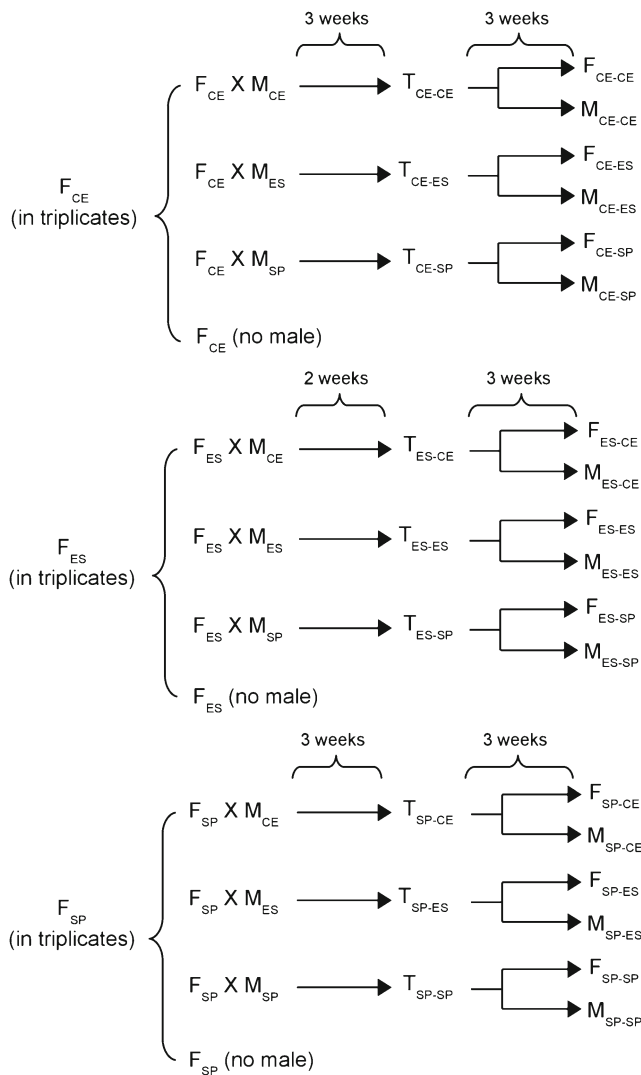 3 weeks 3 weeks
F_CE X M_CE T_CE-CE F_CE-CE
M_CE-CE
F_CE X M_ES T_CE-ES F_CE-ES
M_CE-ES
F_CE
(in triplicates)
F_CE X M_SP T_CE-SP F_CE-SP
M_CE-SP
F_CE (no male)
2 weeks 3 weeks
F_ES X M_CE T_ES-CE F_ES-CE
M_ES-CE
F_ES X M_ES T_ES-ES F_ES-ES
M_ES-ES
F_ES
(in triplicates)
F_ES X M_SP T_ES-SP F_ES-SP
M_ES-SP
F_ES (no male)
3 weeks 3 weeks
F_SP X M_CE T_SP-CE F_SP-CE
M_SP-CE
F_SP X M_ES T_SP-ES F_SP-ES
M_SP-ES
F_SP
(in triplicates)
F_SP X M_SP T_SP-SP F_SP-SP
M_SP-SP
F_SP (no male)